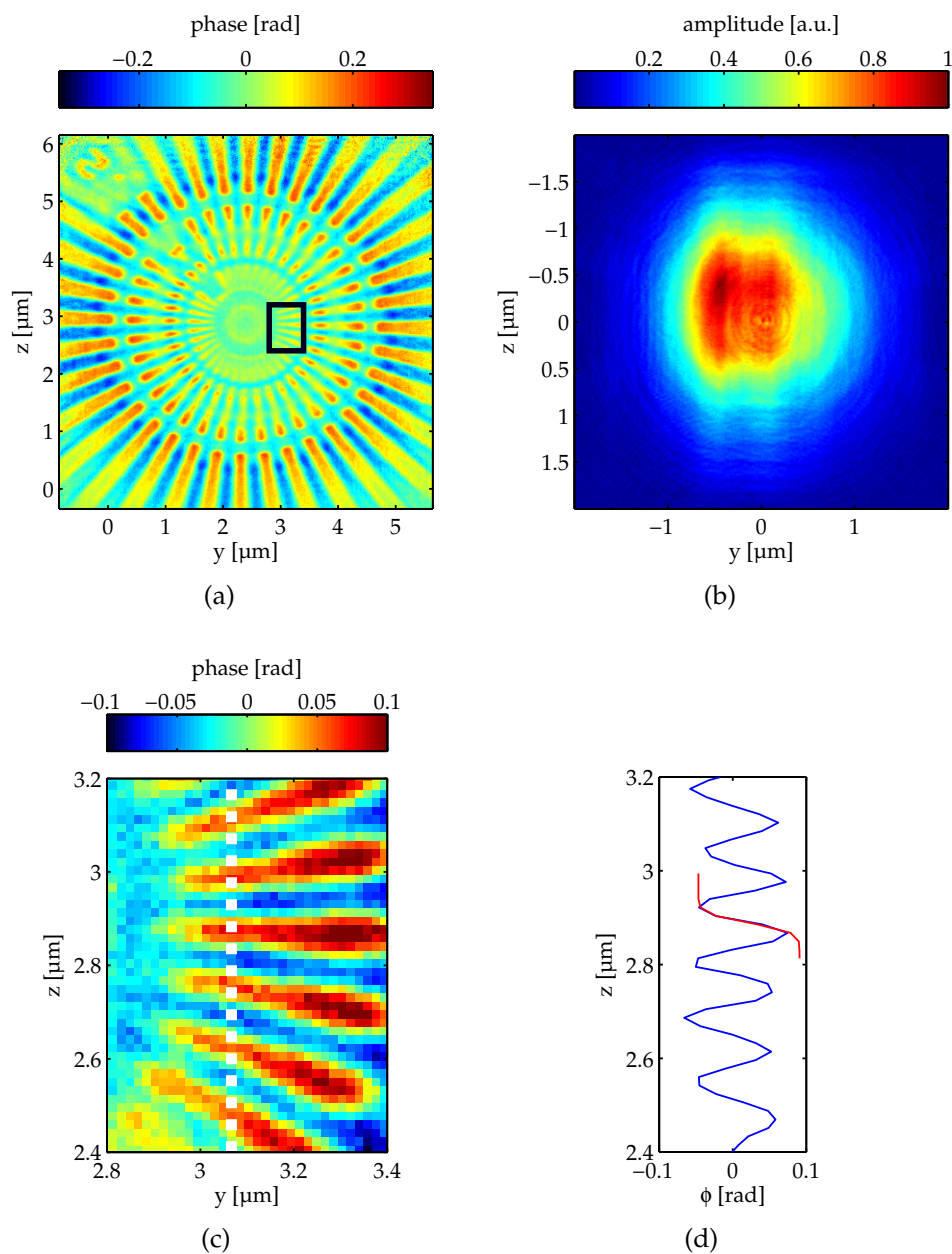 phase [rad]
−0.2 0 0.2
6
5
4
3
2
1
0
z [µm]
0 1 2 3 4 5
y [µm]
(a)
amplitude [a.u.]
0.2 0.4 0.6 0.8 1
−1.5
−1
−0.5
0
0.5
1
1.5
z [µm]
−1 0 1
y [µm]
(b)
phase [rad]
−0.1 −0.05 0 0.05 0.1
3.2
3
2.8
2.6
2.4
z [µm]
2.8 3 3.2 3.4
y [µm]
(c)
3.2
3
2.8
2.6
2.4
z [µm]
−0.1 0 0.1
ϕ [rad]
(d)